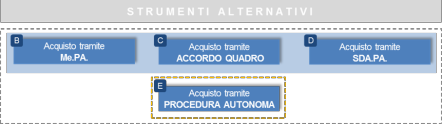 STRUMENTI ALTERNATIVI
B
Acquisto tramite
Me.PA.
C
Acquisto tramite
ACCORDO QUADRO
D
Acquisto tramite
SDA.PA.
E
Acquisto tramite
PROCEDURA AUTONOMA